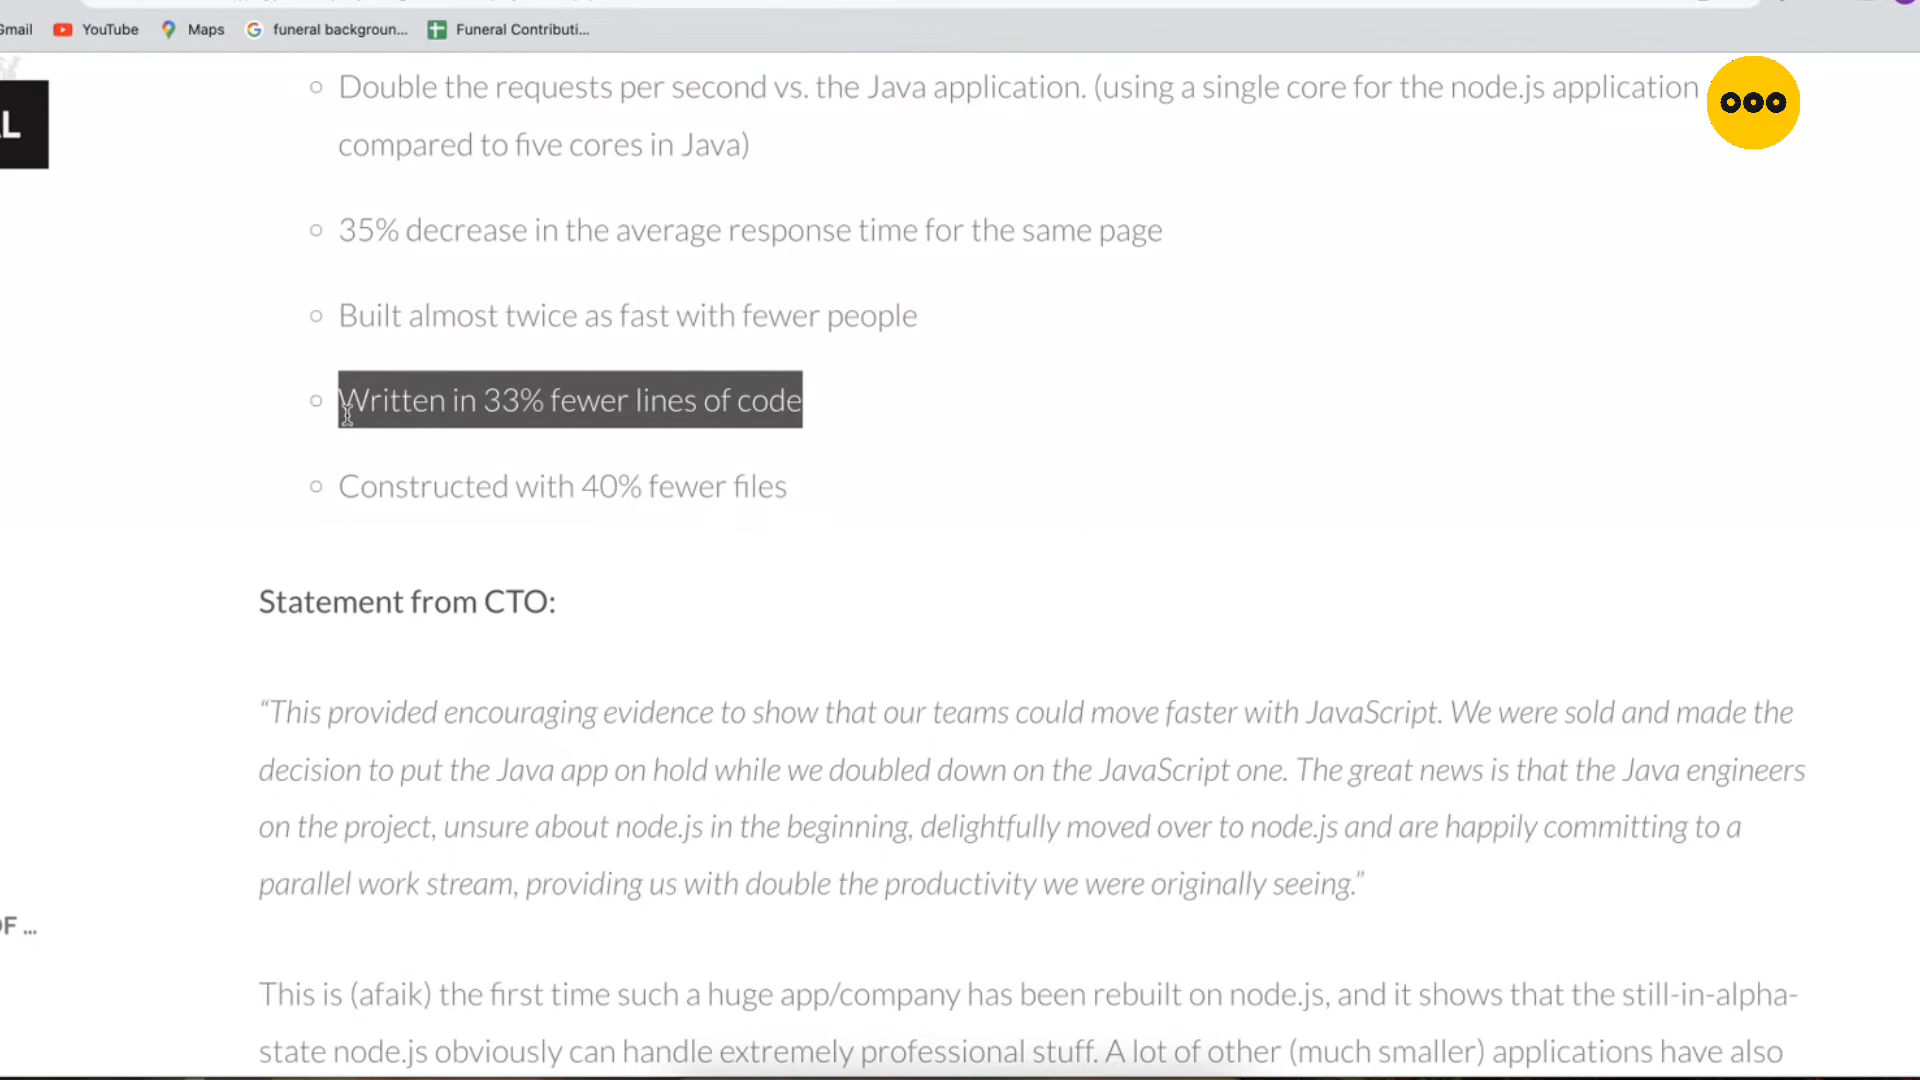 Gmail YouTube Maps funeral backgroun... Funeral Contributi...
Double the requests per second vs. the Java application. (using a single core for the node.js application
compared to five cores in Java)
35% decrease in the average response time for the same page
Built almost twice as fast with fewer people
Written in 33% fewer lines of code
Constructed with 40% fewer files
Statement from CTO:
“This provided encouraging evidence to show that our teams could move faster with JavaScript. We were sold and made the
decision to put the Java app on hold while we doubled down on the JavaScript one. The great news is that the Java engineers
on the project, unsure about node.js in the beginning, delightfully moved over to node.js and are happily committing to a
parallel work stream, providing us with double the productivity we were originally seeing.”
OF ...
This is (afaik) the first time such a huge app/company has been rebuilt on node.js, and it shows that the still-in-alpha-
state node.js obviously can handle extremely professional stuff. A lot of other (much smaller) applications have also